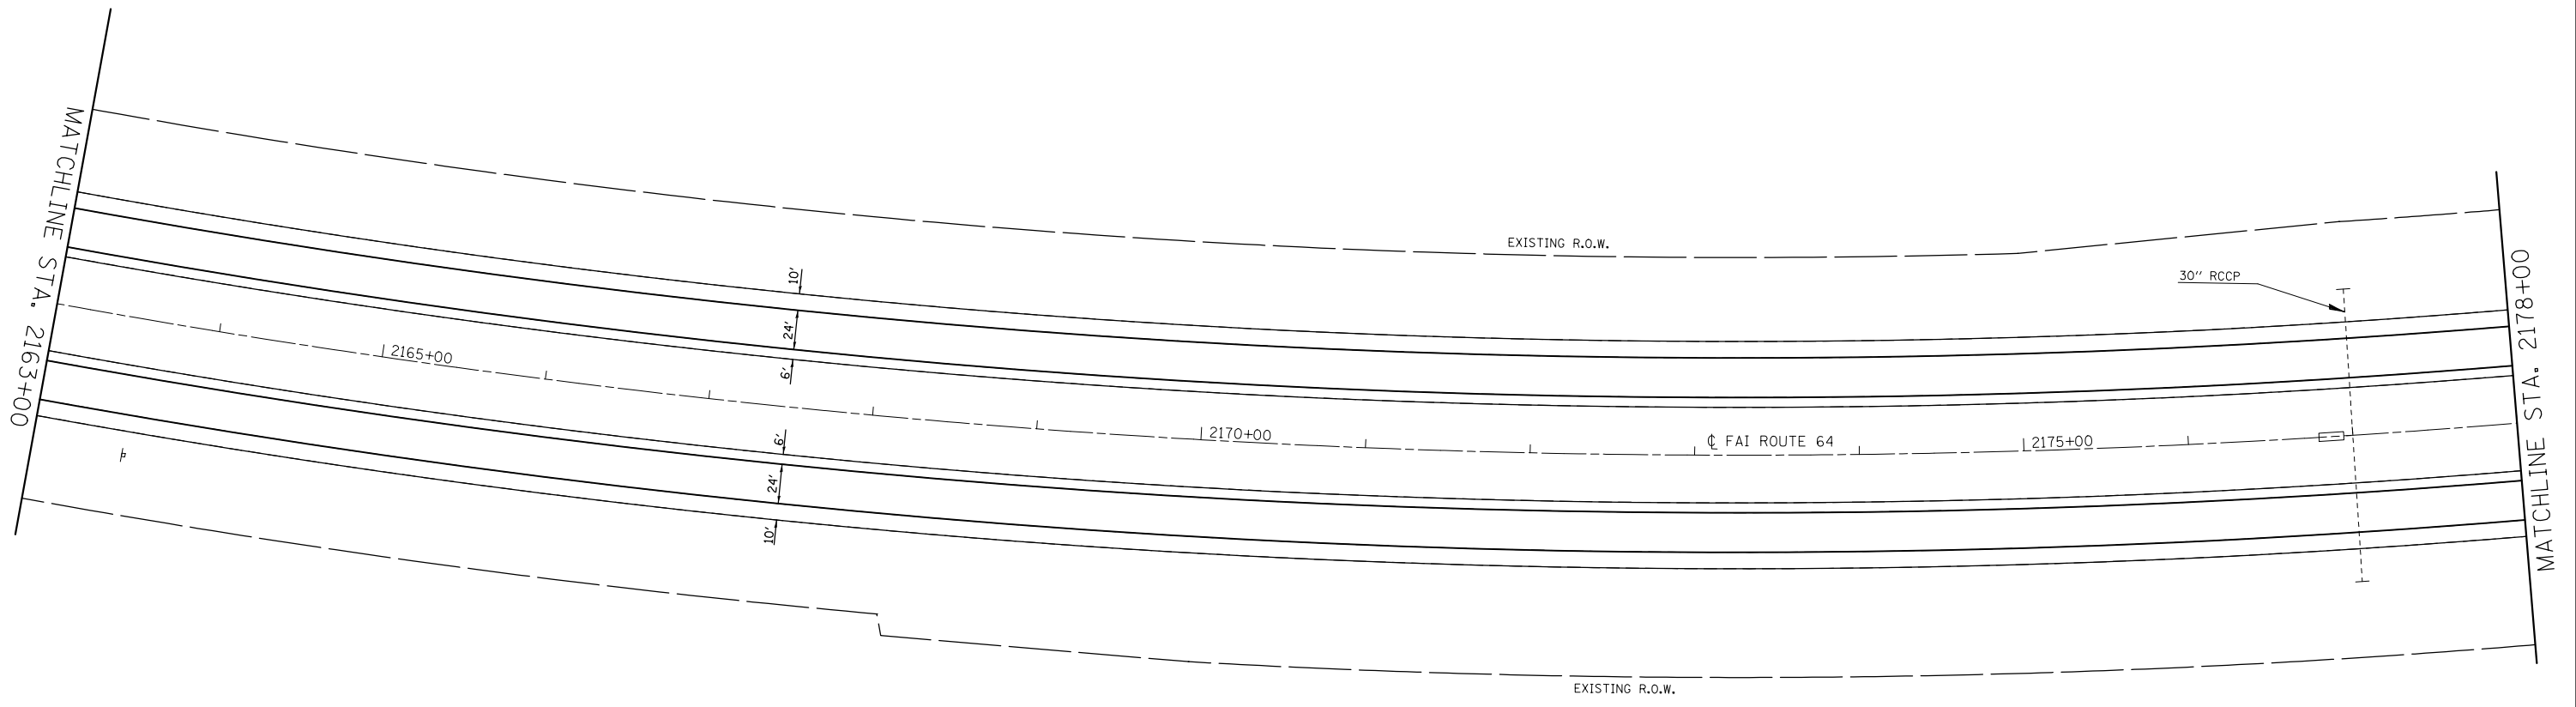 MATCHLINE STA. 2163+00
EXISTING R.O.W.
30" RCCP
MATCHLINE STA. 2178+00
10'
24'
6'
2165+00
2170+00
℄ FAI ROUTE 64
2175+00
6'
24'
10'
EXISTING R.O.W.